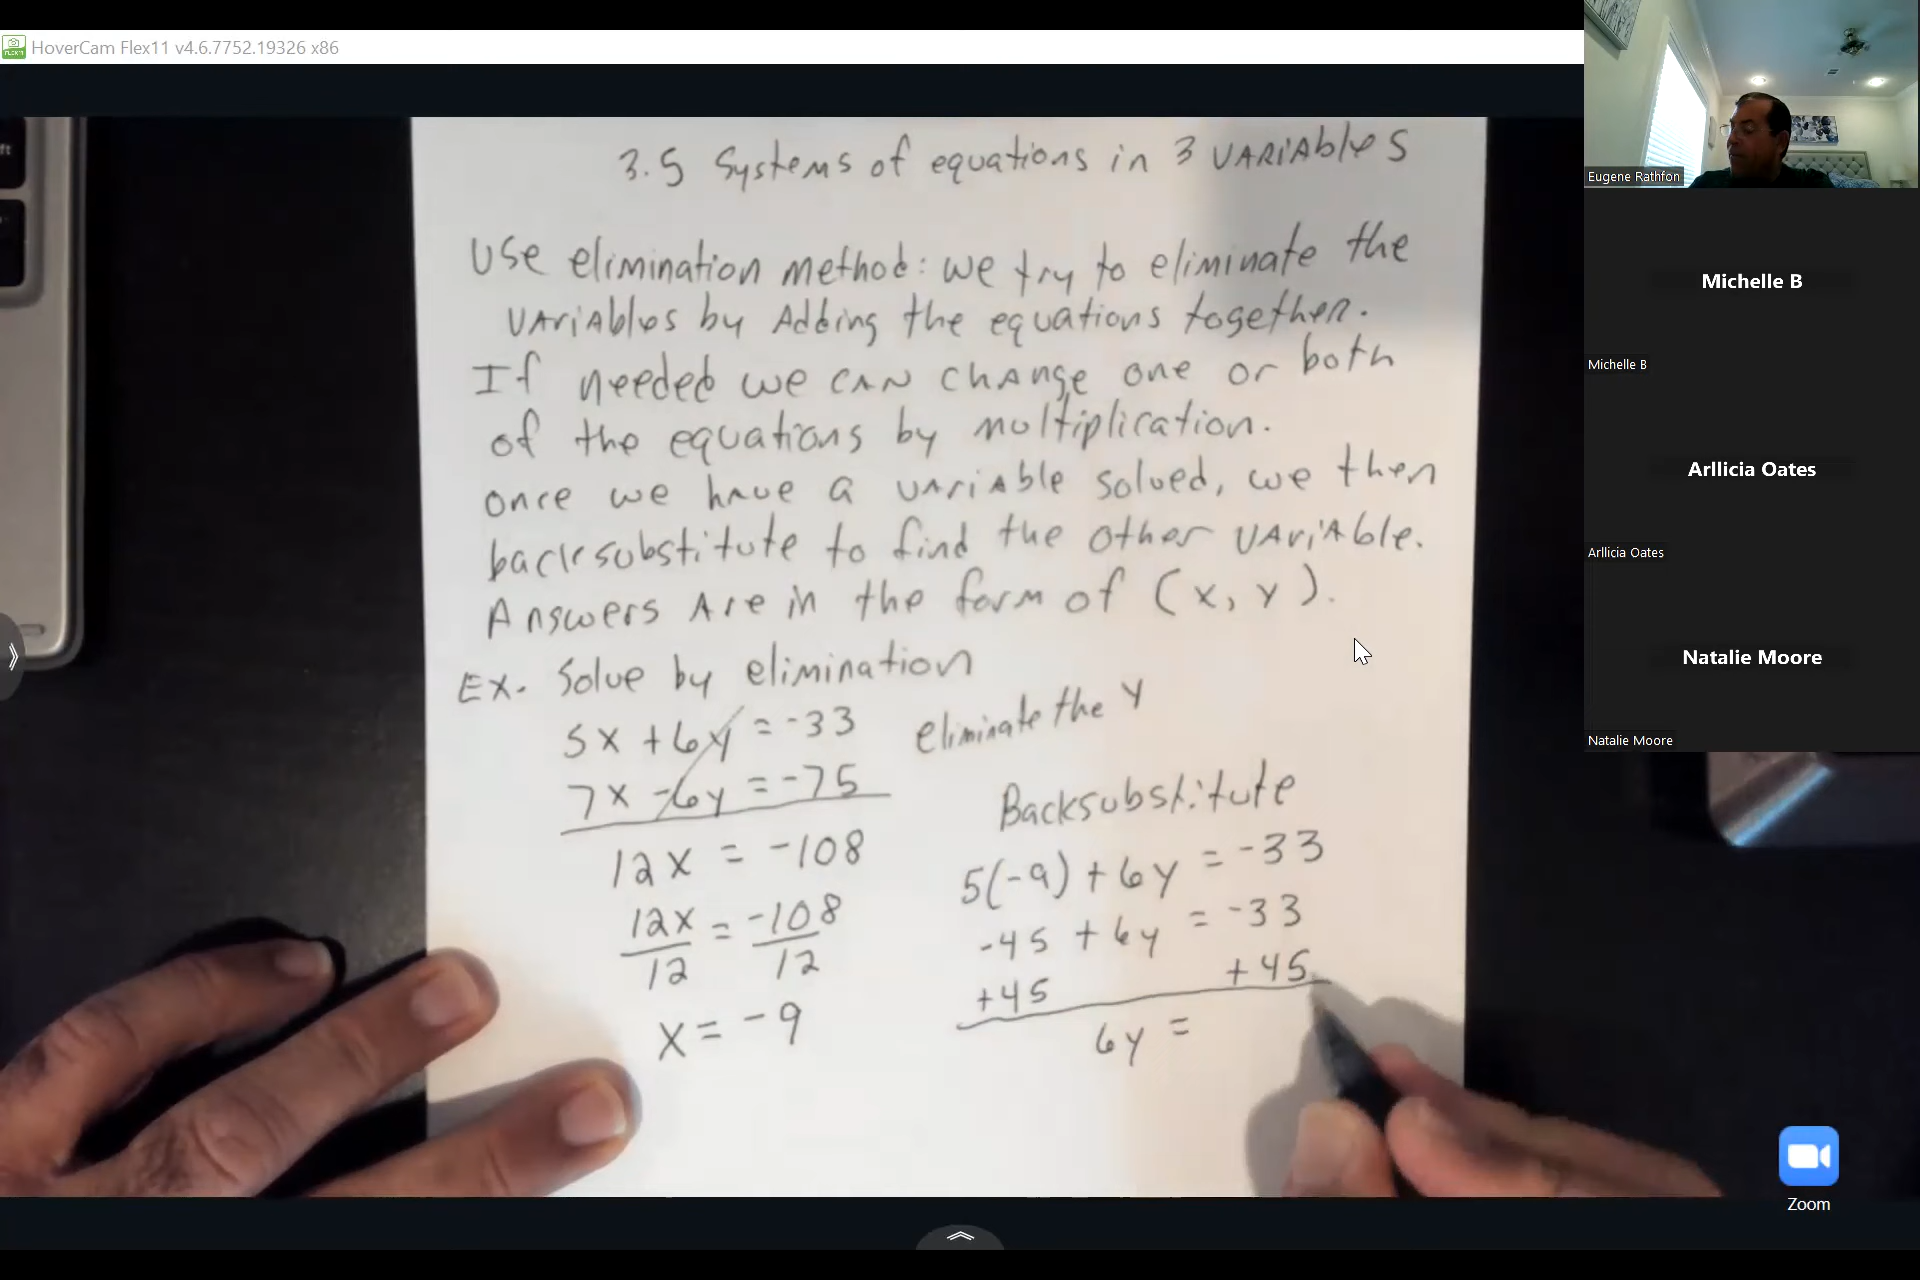 HoverCam Flex11 v4.6.7752.19326 x86
3.5 Systems of equations in 3 VARiAbles
Use elimination method: we try to eliminate the
VARiAbles by Adding the equations together.
If needed we CAN change one or both
of the equations by multiplication.
once we have a VARiAble solved, we then
backsubstitute to find the other VARiAble.
Answers Are in the form of (x, y).
Ex. Solve by elimination
5x + 6y = -33 eliminate the y
7x - 6y = -75
12x = -108
12x/12 = -108/12
x = -9
Backsubstitute
5(-9) + 6y = -33
-45 + 6y = -33
+45 +45
6y =
Eugene Rathfon
Michelle B
Michelle B
Arllicia Oates
Arllicia Oates
Natalie Moore
Natalie Moore
Zoom